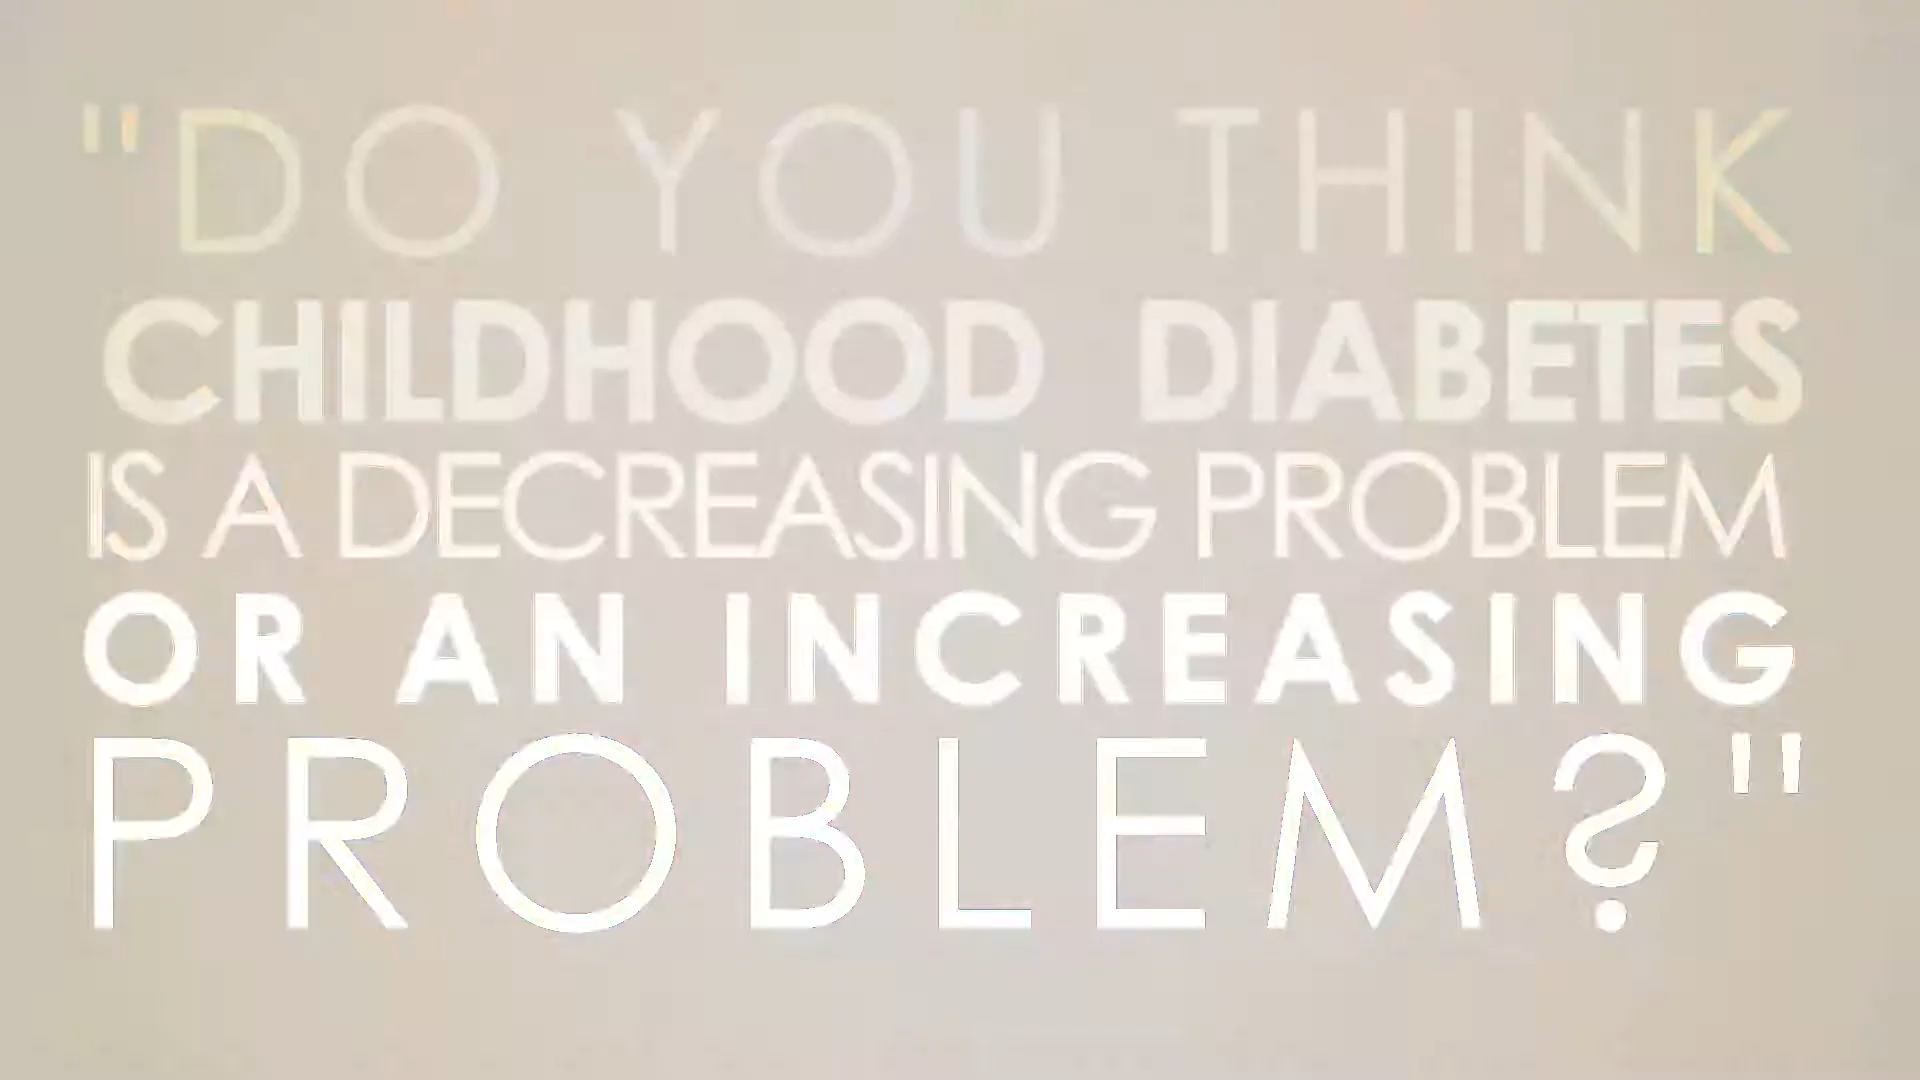 "DO YOU THINK
CHILDHOOD DIABETES
IS A DECREASING PROBLEM
OR AN INCREASING
PROBLEM?"